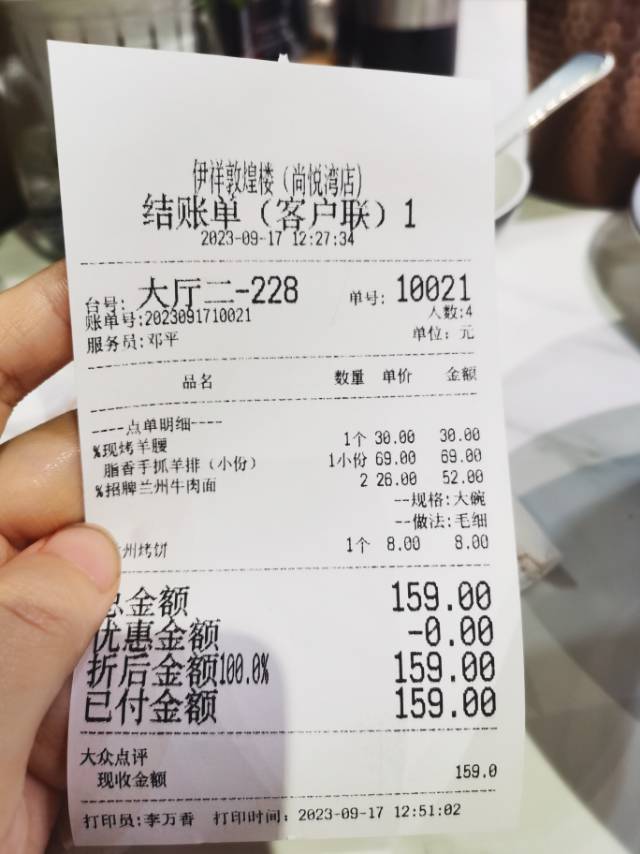 伊祥敦煌楼（尚悦湾店）
结账单（客户联）1
2023-09-17 12:27:34
台号: 大厅二-228 单号: 10021
账单号:2023091710021 人数:4
服务员:邓平 单位: 元
品名 数量 单价 金额
----点单明细----
%现烤羊腰 1个 30.00 30.00
脂香手抓羊排（小份） 1小份 69.00 69.00
%招牌兰州牛肉面 2 26.00 52.00
--规格:大碗
--做法:毛细
州烤饼 1个 8.00 8.00
总金额 159.00
优惠金额 -0.00
折后金额100.0% 159.00
已付金额 159.00
大众点评
现收金额 159.0
打印员:李万香 打印时间: 2023-09-17 12:51:02